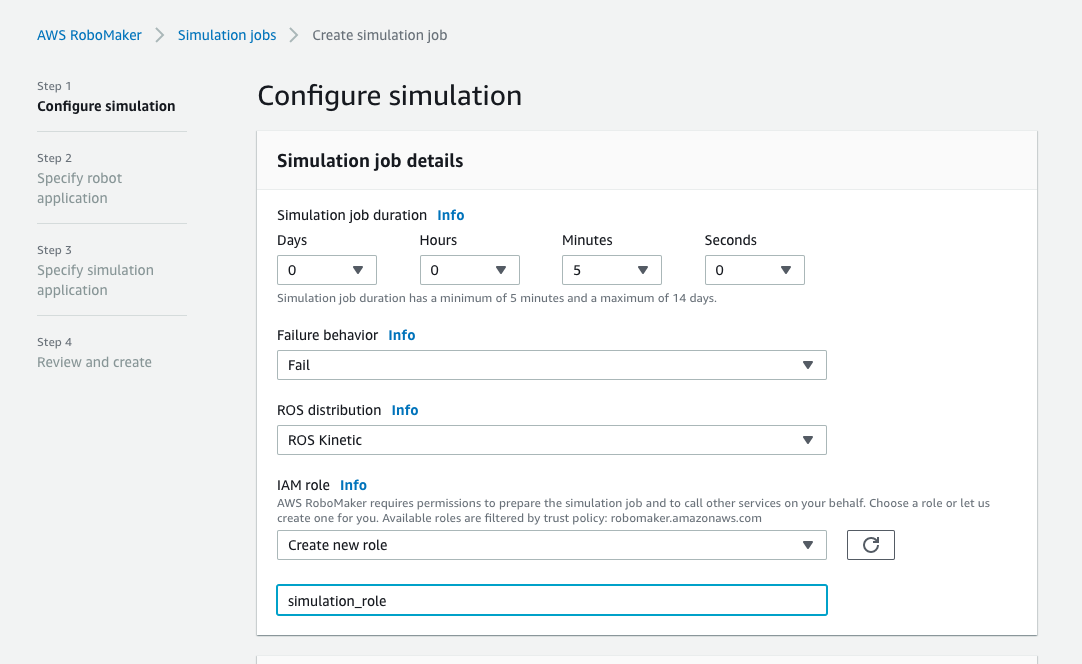 AWS RoboMaker > Simulation jobs > Create simulation job
Step 1
Configure simulation
Step 2
Specify robot
application
Step 3
Specify simulation
application
Step 4
Review and create
Configure simulation
Simulation job details
Simulation job duration Info
Days Hours Minutes Seconds
0 0 5 0
Simulation job duration has a minimum of 5 minutes and a maximum of 14 days.
Failure behavior Info
Fail
ROS distribution Info
ROS Kinetic
IAM role Info
AWS RoboMaker requires permissions to prepare the simulation job and to call other services on your behalf. Choose a role or let us
create one for you. Available roles are filtered by trust policy: robomaker.amazonaws.com
Create new role
simulation_role